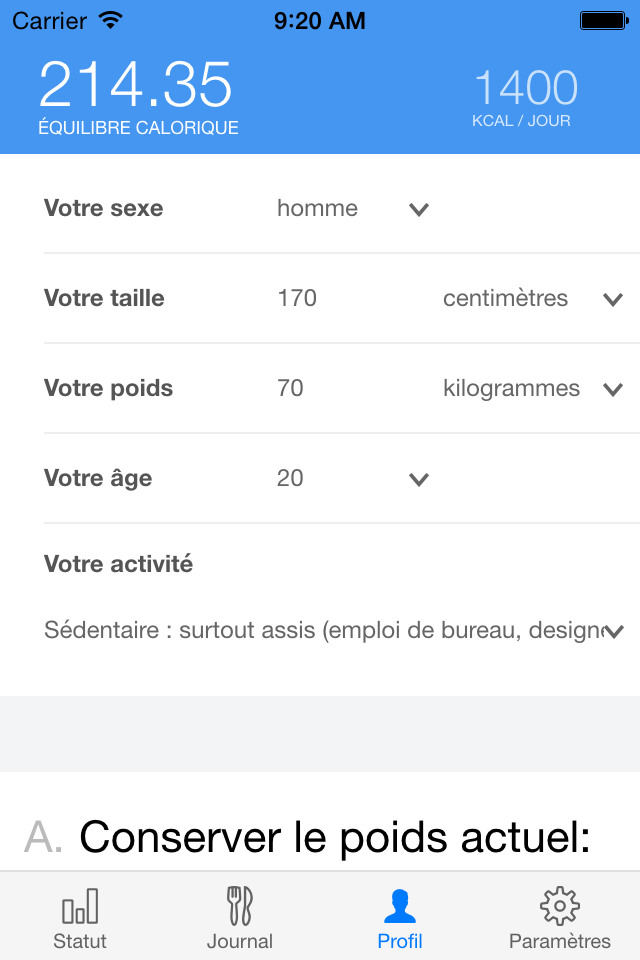 Carrier 9:20 AM
214.35 1400
ÉQUILIBRE CALORIQUE KCAL / JOUR
Votre sexe homme
Votre taille 170 centimètres
Votre poids 70 kilogrammes
Votre âge 20
Votre activité
Sédentaire : surtout assis (emploi de bureau, designe
A. Conserver le poids actuel:
Statut Journal Profil Paramètres